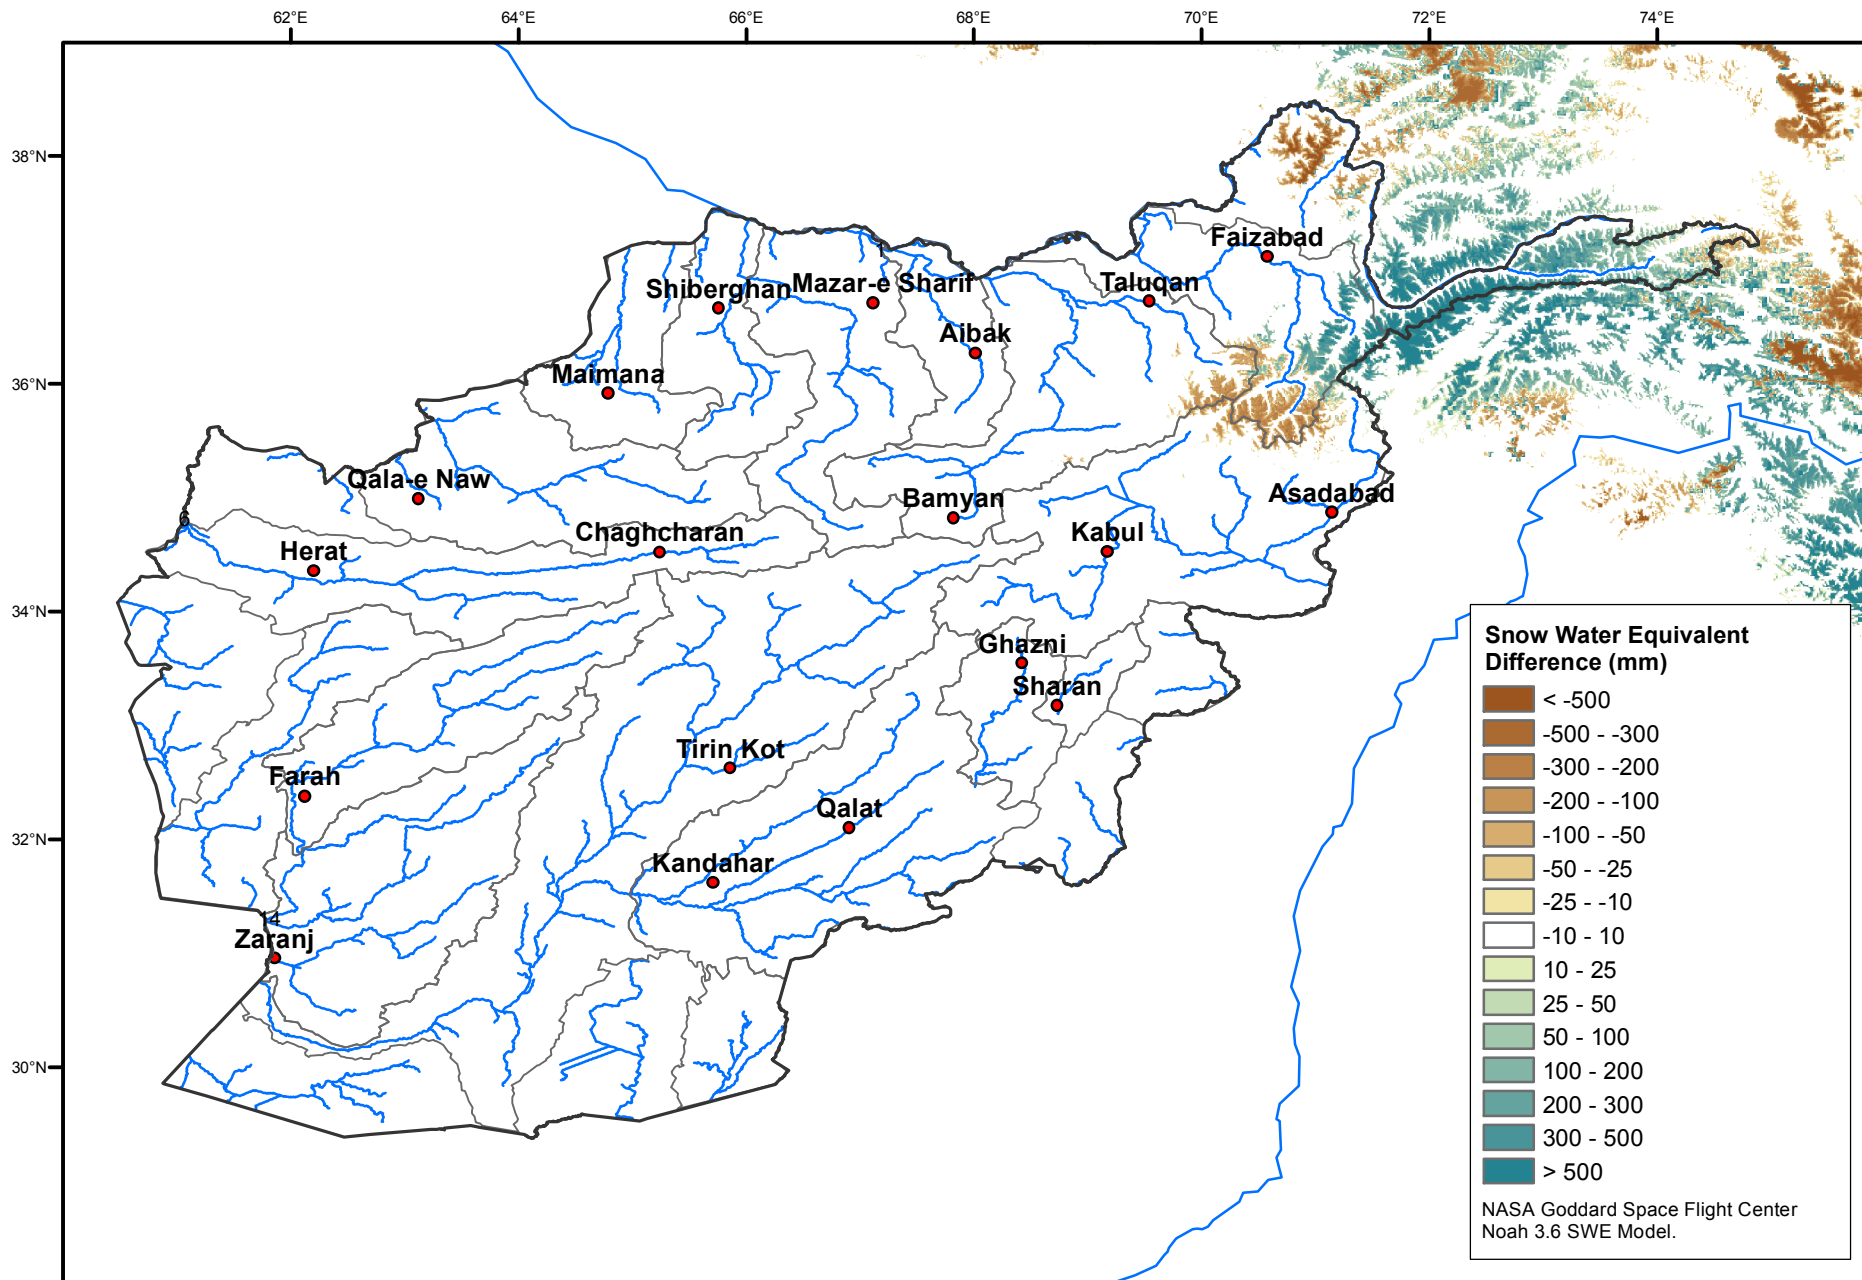 62°E 64°E 66°E 68°E 70°E 72°E 74°E
38°N
36°N
34°N
32°N
30°N
Faizabad
Shiberghan
Mazar-e Sharif
Taluqan
Aibak
Maimana
Qala-e Naw
Bamyan
Asadabad
6
Chaghcharan
Kabul
Herat
Ghazni
Sharan
Tirin Kot
Farah
Qalat
Kandahar
14
Zaranj
Snow Water Equivalent
Difference (mm)
< -500
-500 - -300
-300 - -200
-200 - -100
-100 - -50
-50 - -25
-25 - -10
-10 - 10
10 - 25
25 - 50
50 - 100
100 - 200
200 - 300
300 - 500
> 500
NASA Goddard Space Flight Center
Noah 3.6 SWE Model.